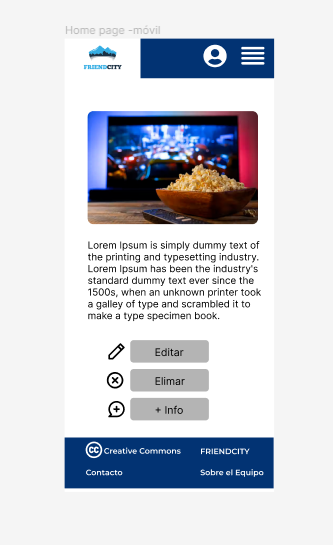 Home page -móvil
FRIENDCITY
Lorem Ipsum is simply dummy text of
the printing and typesetting industry.
Lorem Ipsum has been the industry's
standard dummy text ever since the
1500s, when an unknown printer took
a galley of type and scrambled it to
make a type specimen book.
Editar
Elimar
+ Info
CC Creative Commons
FRIENDCITY
Contacto
Sobre el Equipo